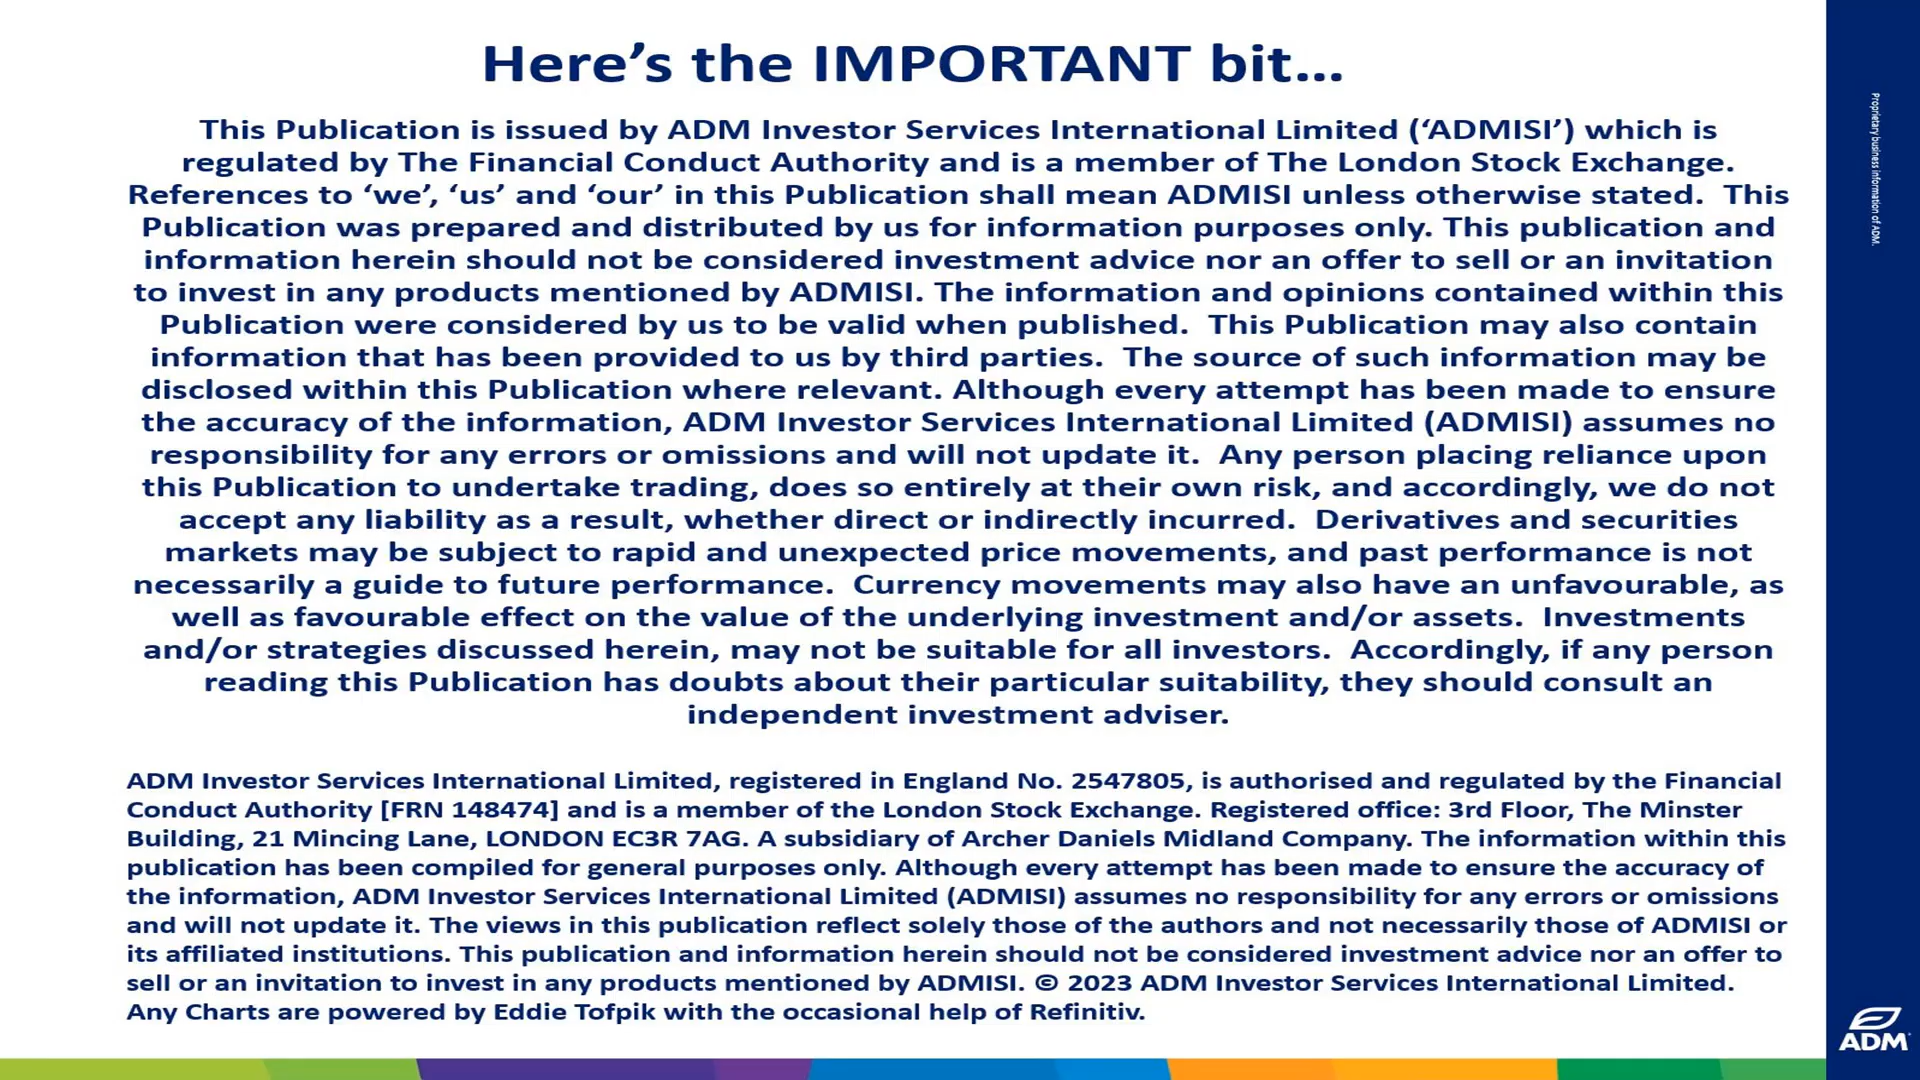 Here’s the IMPORTANT bit...
This Publication is issued by ADM Investor Services International Limited (‘ADMISI’) which is
regulated by The Financial Conduct Authority and is a member of The London Stock Exchange.
References to ‘we’, ‘us’ and ‘our’ in this Publication shall mean ADMISI unless otherwise stated.  This
Publication was prepared and distributed by us for information purposes only. This publication and
information herein should not be considered investment advice nor an offer to sell or an invitation
to invest in any products mentioned by ADMISI. The information and opinions contained within this
Publication were considered by us to be valid when published.  This Publication may also contain
information that has been provided to us by third parties.  The source of such information may be
disclosed within this Publication where relevant. Although every attempt has been made to ensure
the accuracy of the information, ADM Investor Services International Limited (ADMISI) assumes no
responsibility for any errors or omissions and will not update it.  Any person placing reliance upon
this Publication to undertake trading, does so entirely at their own risk, and accordingly, we do not
accept any liability as a result, whether direct or indirectly incurred.  Derivatives and securities
markets may be subject to rapid and unexpected price movements, and past performance is not
necessarily a guide to future performance.  Currency movements may also have an unfavourable, as
well as favourable effect on the value of the underlying investment and/or assets.  Investments
and/or strategies discussed herein, may not be suitable for all investors.  Accordingly, if any person
reading this Publication has doubts about their particular suitability, they should consult an
independent investment adviser.
ADM Investor Services International Limited, registered in England No. 2547805, is authorised and regulated by the Financial
Conduct Authority [FRN 148474] and is a member of the London Stock Exchange. Registered office: 3rd Floor, The Minster
Building, 21 Mincing Lane, LONDON EC3R 7AG. A subsidiary of Archer Daniels Midland Company. The information within this
publication has been compiled for general purposes only. Although every attempt has been made to ensure the accuracy of
the information, ADM Investor Services International Limited (ADMISI) assumes no responsibility for any errors or omissions
and will not update it. The views in this publication reflect solely those of the authors and not necessarily those of ADMISI or
its affiliated institutions. This publication and information herein should not be considered investment advice nor an offer to
sell or an invitation to invest in any products mentioned by ADMISI. © 2023 ADM Investor Services International Limited.
Any Charts are powered by Eddie Tofpik with the occasional help of Refinitiv.
Proprietary business information of ADM.
ADM